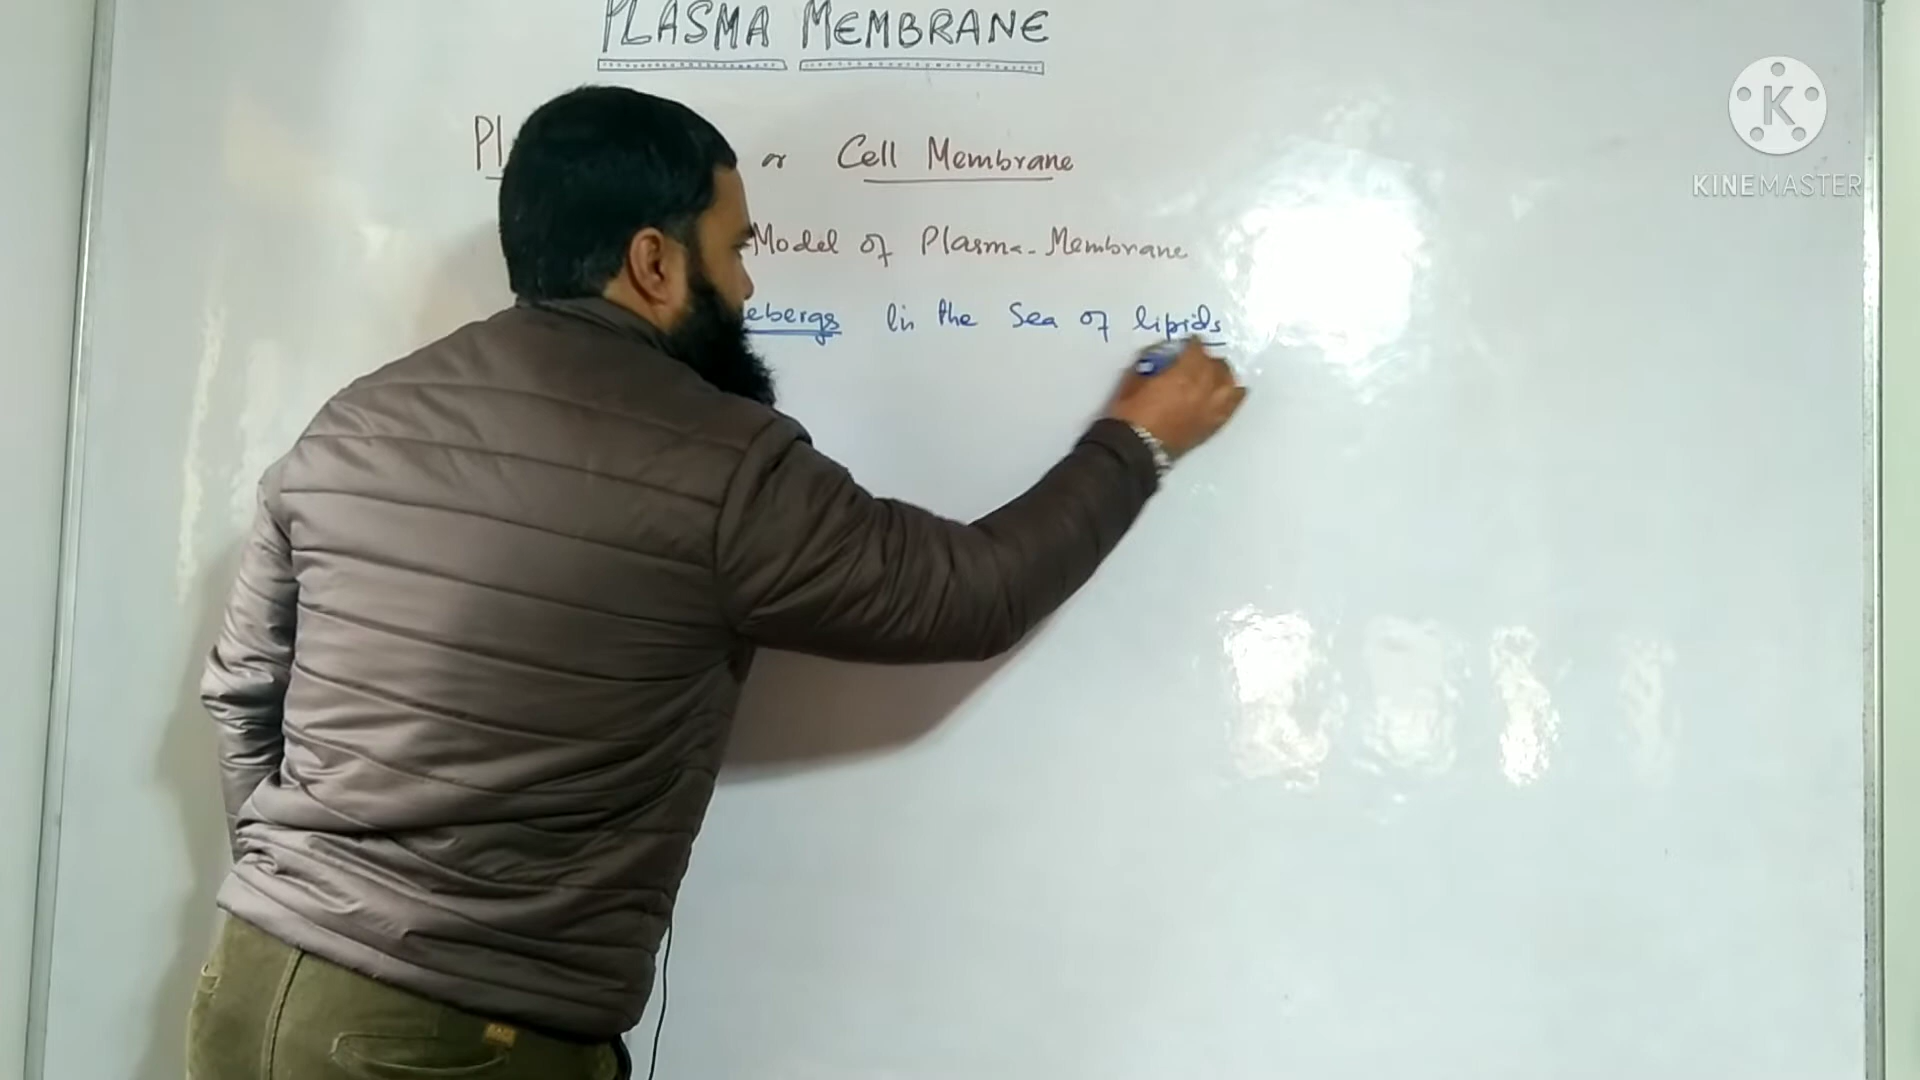 PLASMA MEMBRANE
Pl or Cell Membrane
Model of Plasma-Membrane
ebergs in the Sea of lipids
K
KINEMASTER